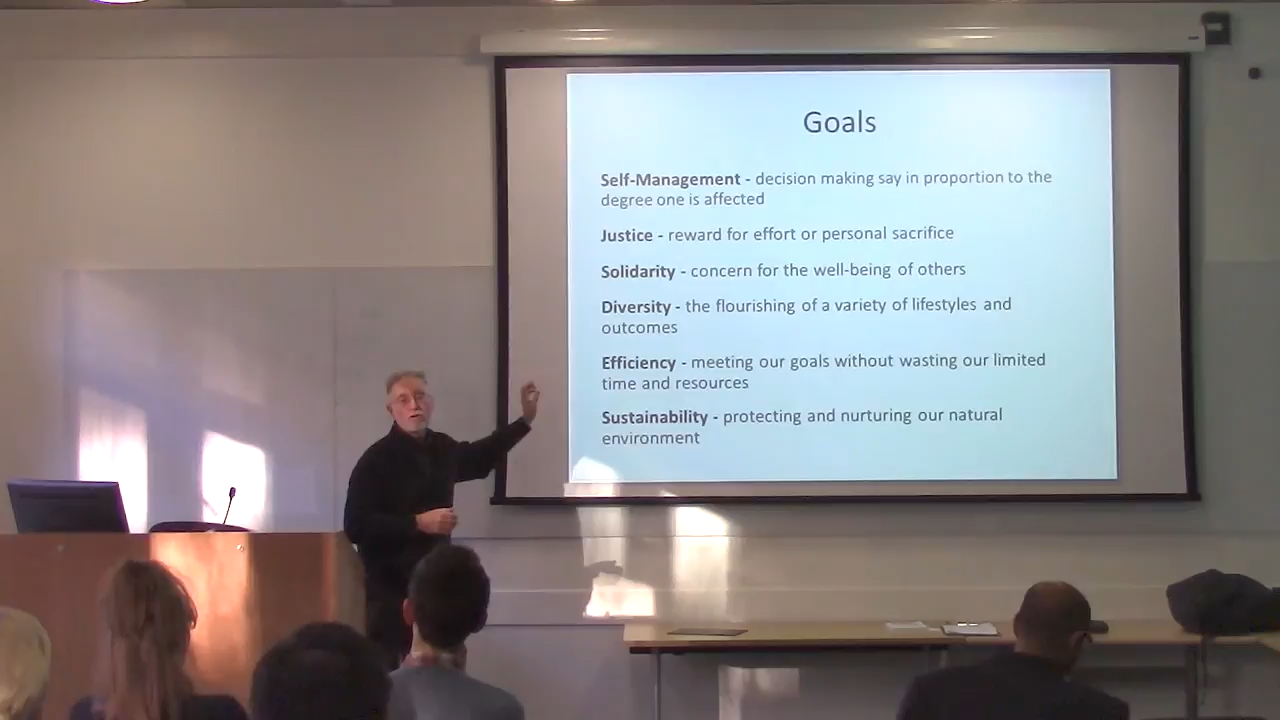 Goals
Self-Management - decision making say in proportion to the
degree one is affected
Justice - reward for effort or personal sacrifice
Solidarity - concern for the well-being of others
Diversity - the flourishing of a variety of lifestyles and
outcomes
Efficiency - meeting our goals without wasting our limited
time and resources
Sustainability - protecting and nurturing our natural
environment